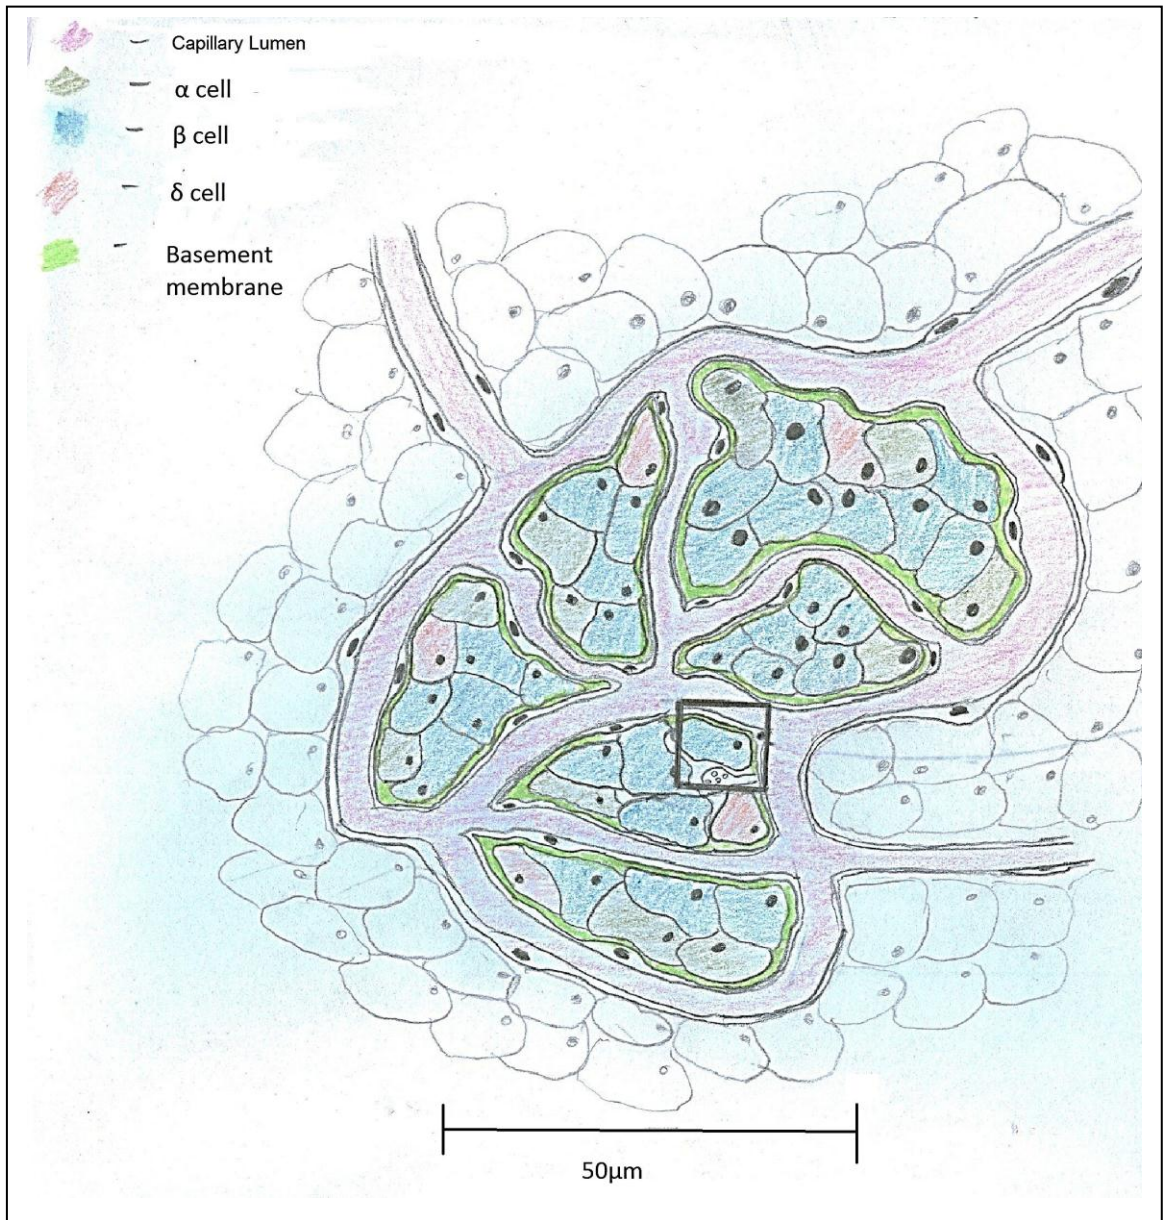 Capillary Lumen
α cell
β cell
δ cell
Basement
membrane
50μm